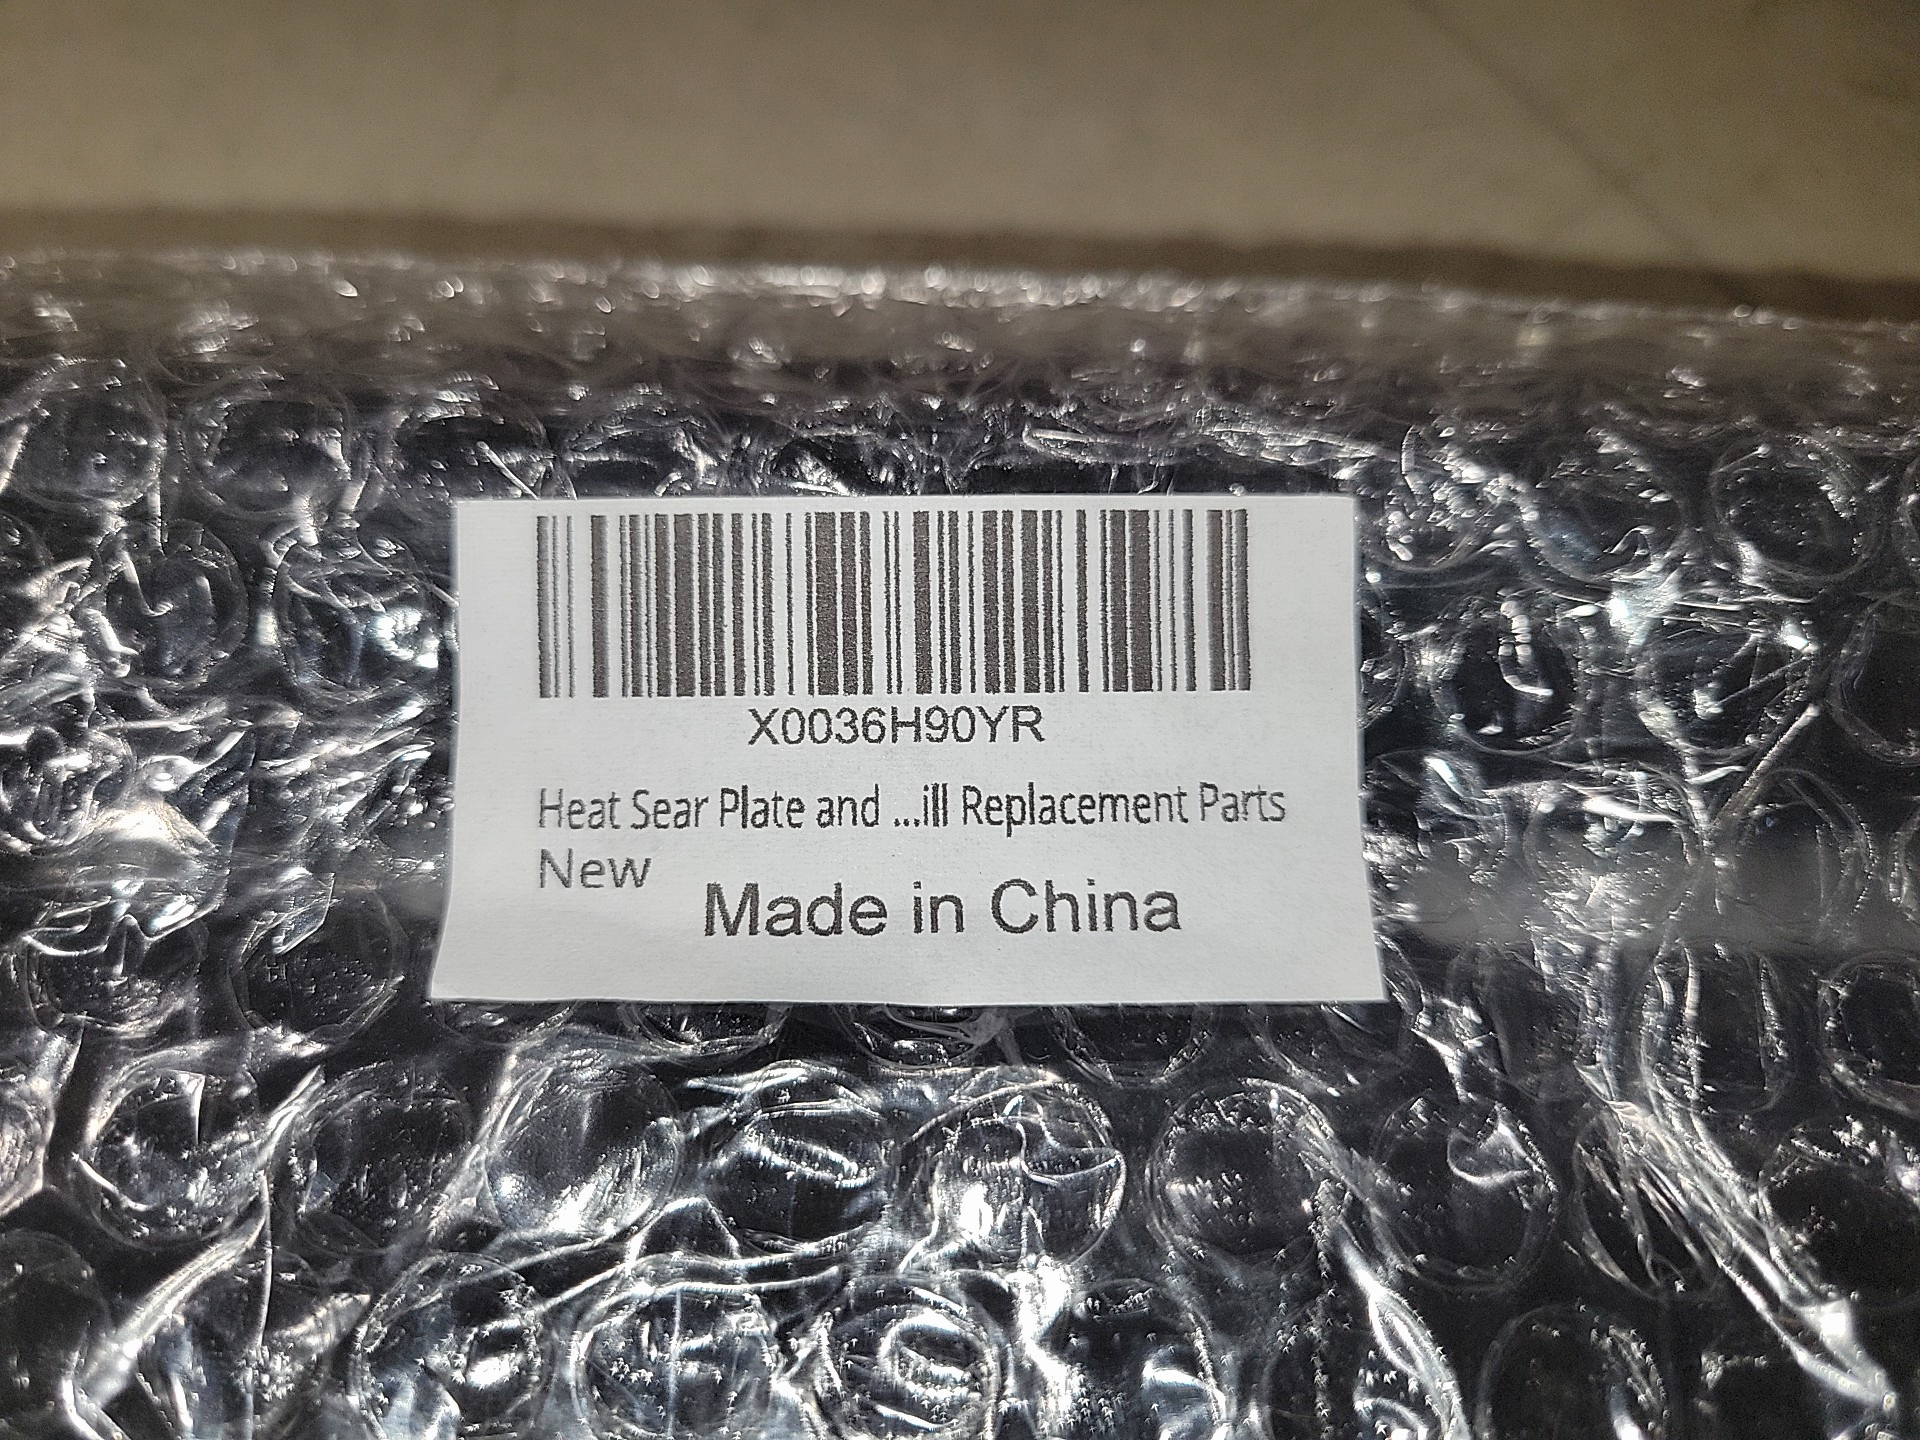 X0036H90YR
Heat Sear Plate and ...ill Replacement Parts
New
Made in China